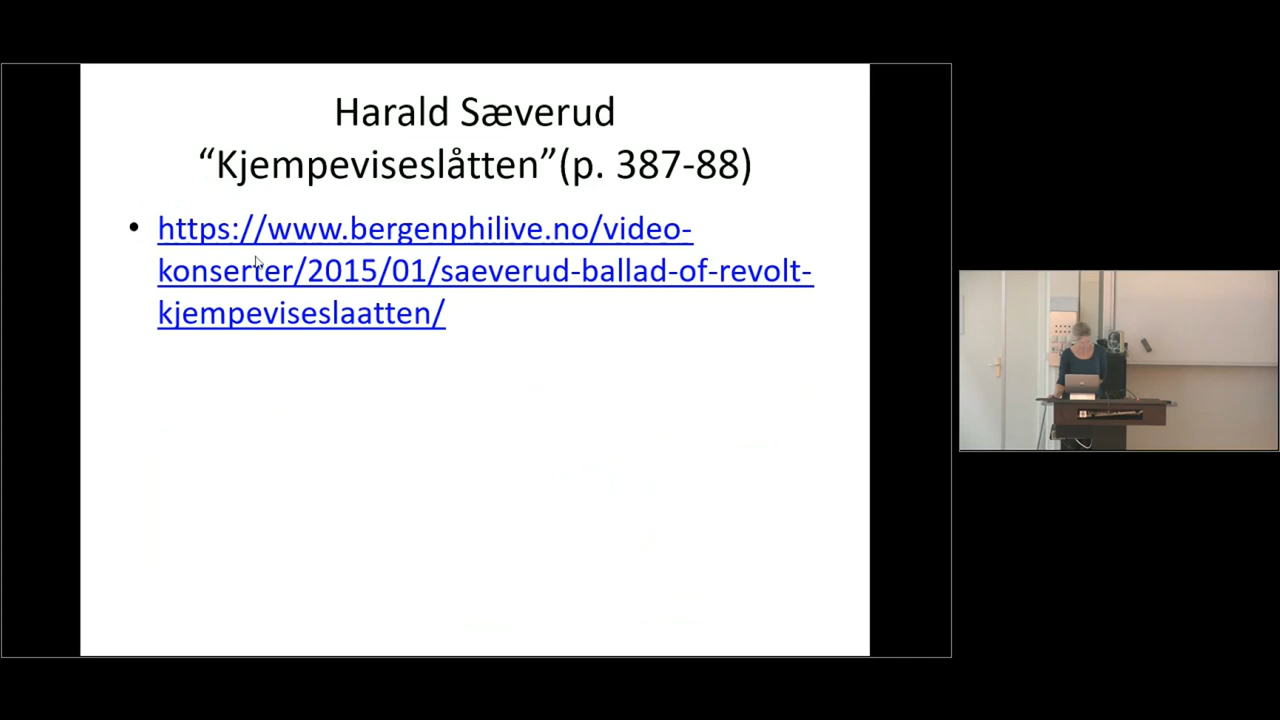 Harald Sæverud
“Kjempeviseslåtten”(p. 387-88)
• https://www.bergenphilive.no/video-
konserter/2015/01/saeverud-ballad-of-revolt-
kjempeviseslaatten/